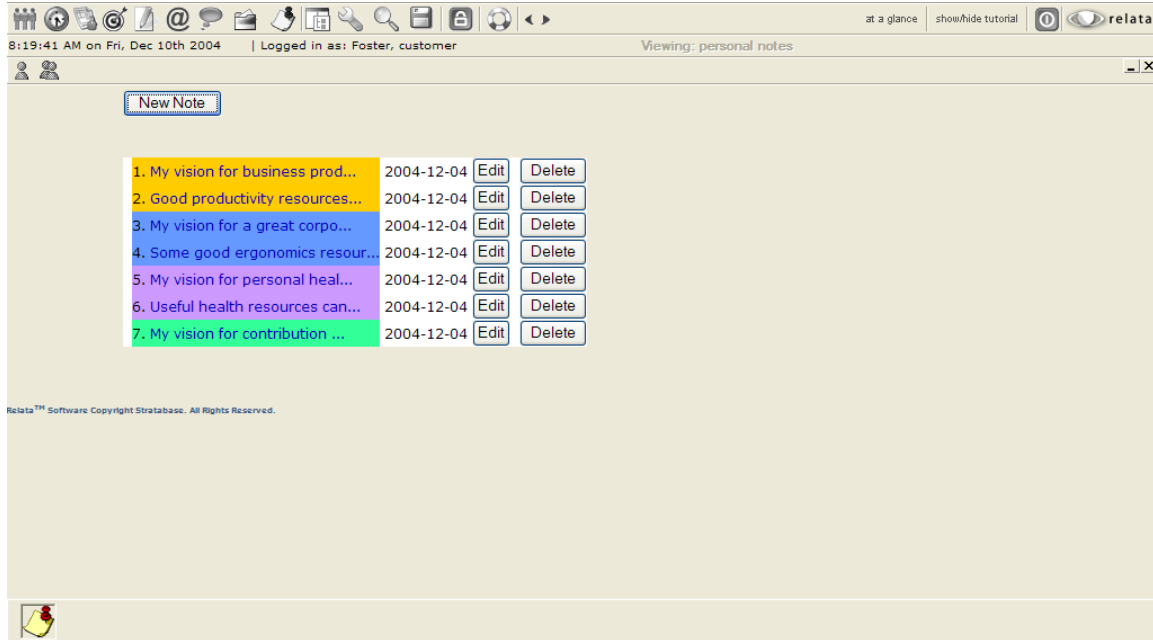 at a glance show/hide tutorial relata
8:19:41 AM on Fri, Dec 10th 2004 | Logged in as: Foster, customer Viewing: personal notes
New Note
1. My vision for business prod... 2004-12-04 Edit Delete
2. Good productivity resources... 2004-12-04 Edit Delete
3. My vision for a great corpo... 2004-12-04 Edit Delete
4. Some good ergonomics resour... 2004-12-04 Edit Delete
5. My vision for personal heal... 2004-12-04 Edit Delete
6. Useful health resources can... 2004-12-04 Edit Delete
7. My vision for contribution ... 2004-12-04 Edit Delete
Relata™ Software Copyright Stratabase. All Rights Reserved.